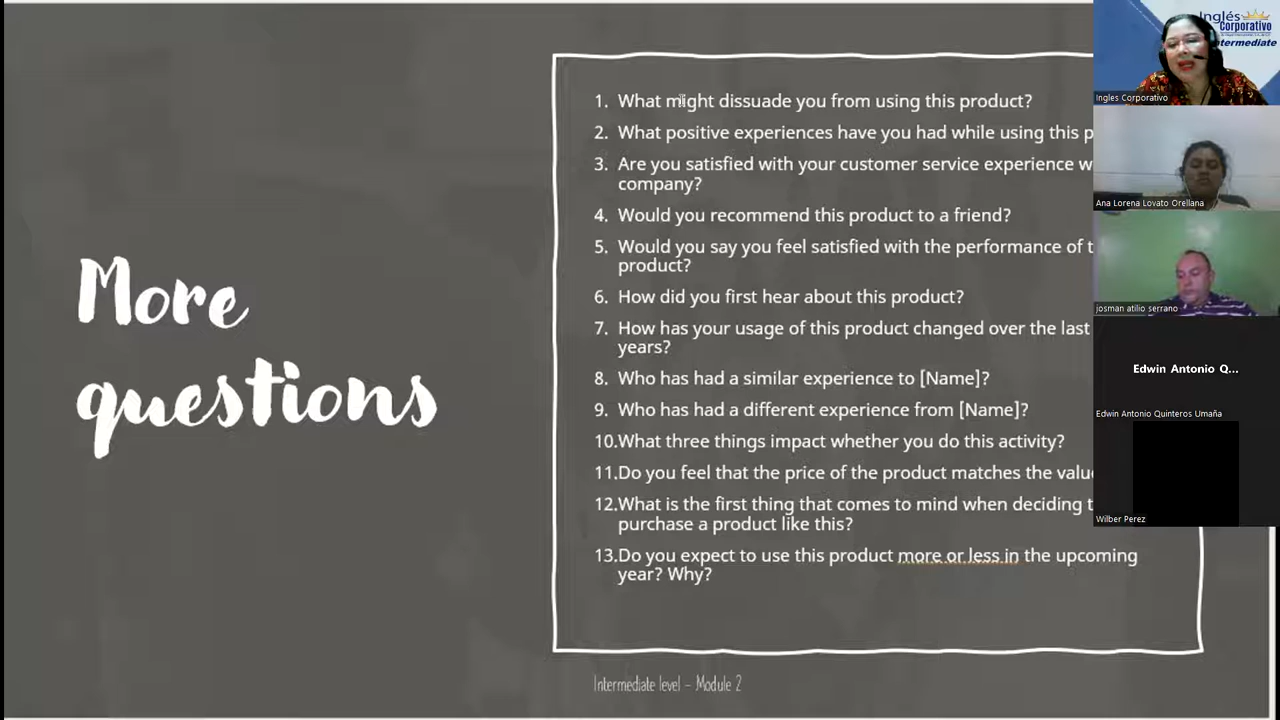 More
questions
1. What might dissuade you from using this product?
2. What positive experiences have you had while using this p
3. Are you satisfied with your customer service experience w
company?
4. Would you recommend this product to a friend?
5. Would you say you feel satisfied with the performance of t
product?
6. How did you first hear about this product?
7. How has your usage of this product changed over the last
years?
8. Who has had a similar experience to [Name]?
9. Who has had a different experience from [Name]?
10.What three things impact whether you do this activity?
11.Do you feel that the price of the product matches the valu
12.What is the first thing that comes to mind when deciding t
purchase a product like this?
13.Do you expect to use this product more or less in the upcoming
year? Why?
Intermediate level – Module 2
Inglés
Corporativo
ntermediate
Ingles Corporativo
Ana Lorena Lovato Orellana
josman atilio serrano
Edwin Antonio Q...
Edwin Antonio Quinteros Umaña
Wilber Perez